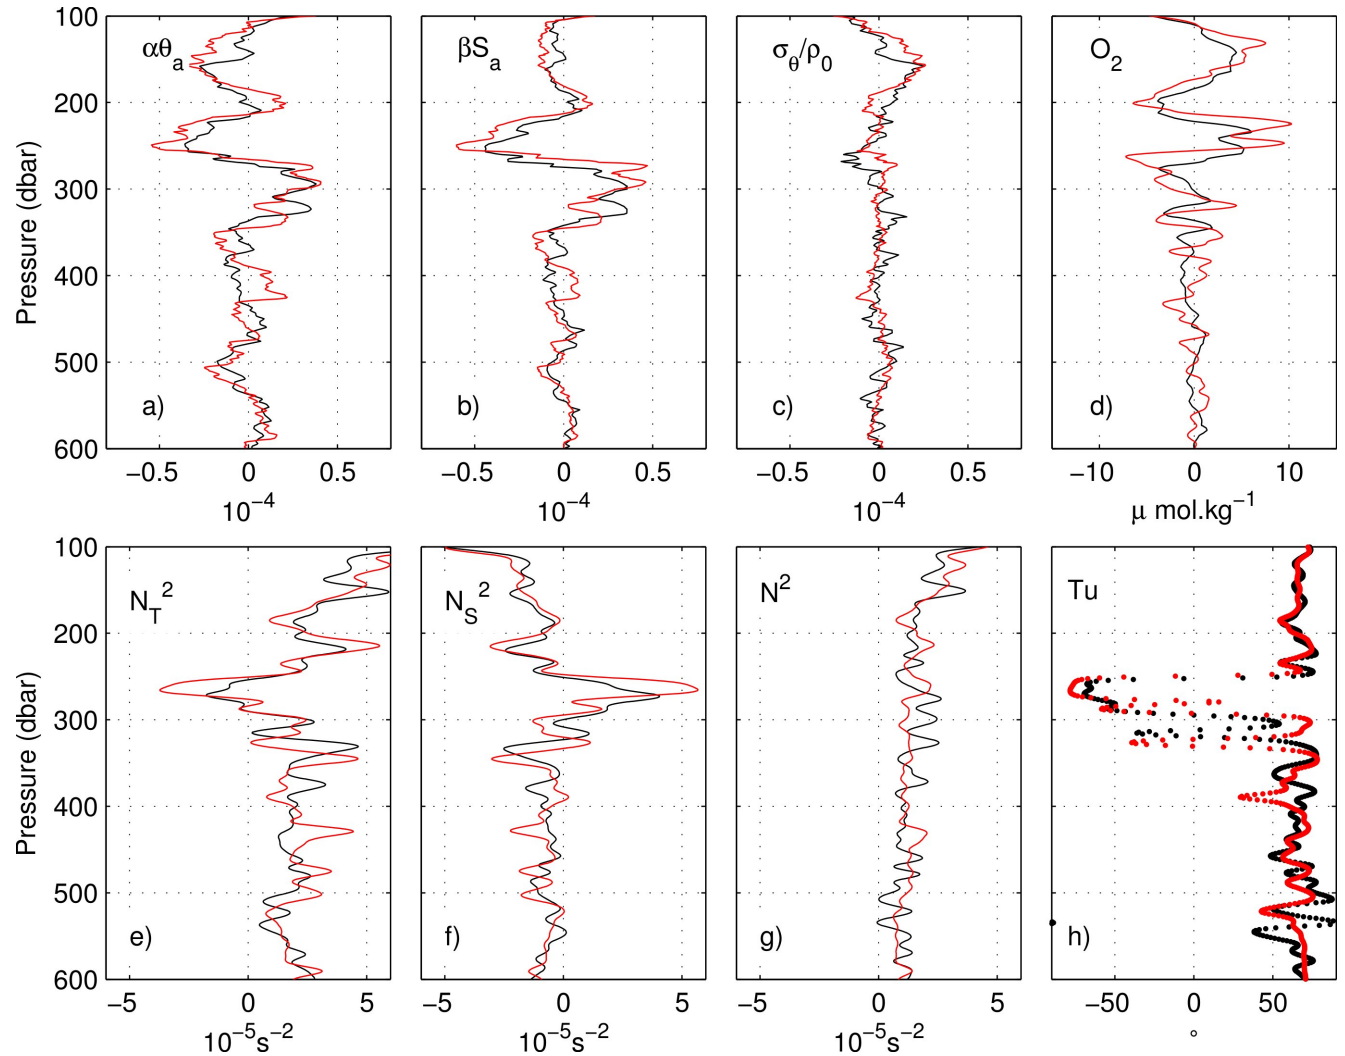 αθa βSa σθ/ρ0 O2
100
200
300
400
500
600
Pressure (dbar)
a) b) c) d)
−0.5 0 0.5 −0.5 0 0.5 −0.5 0 0.5 −10 0 10
10−4 10−4 10−4 μ mol.kg−1
NT2 NS2 N2 Tu
100
200
300
400
500
600
Pressure (dbar)
e) f) g) h)
−5 0 5 −5 0 5 −5 0 5 −50 0 50
10−5s−2 10−5s−2 10−5s−2 °